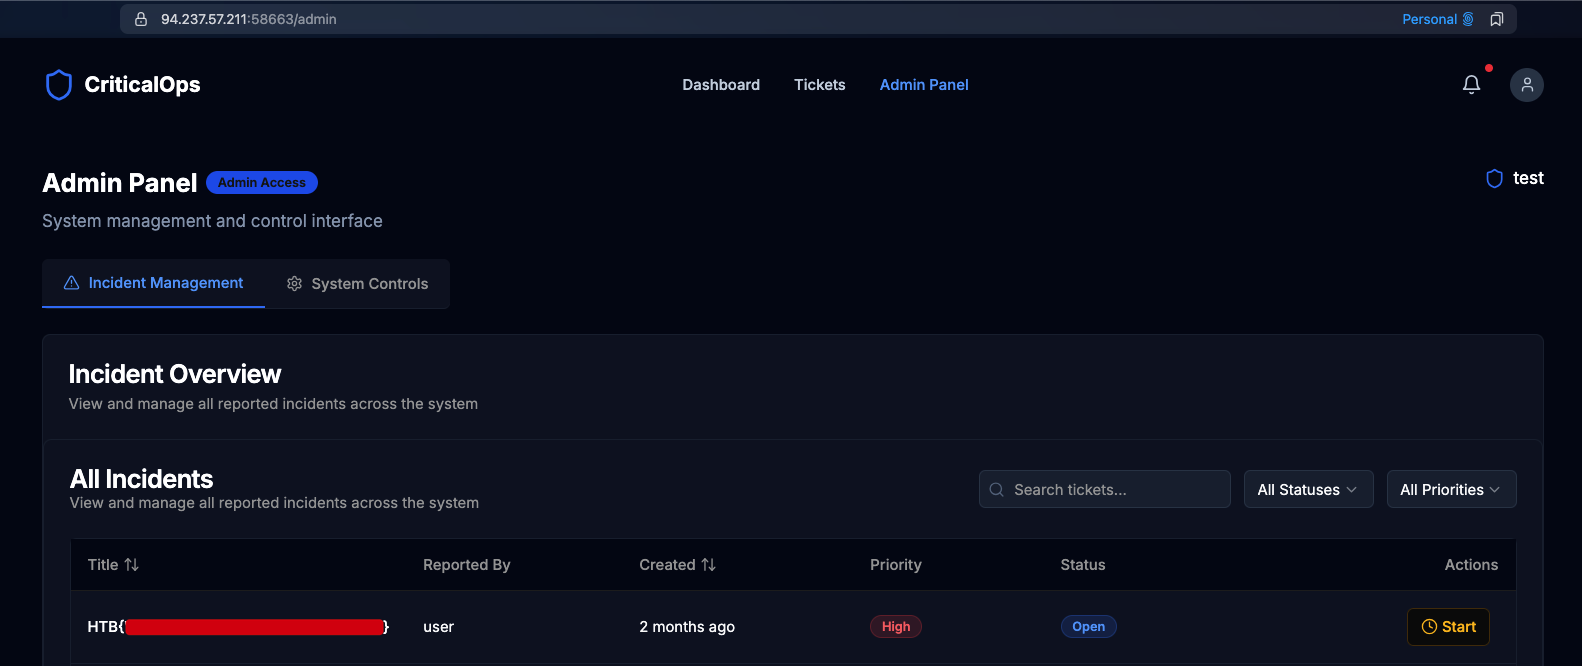 94.237.57.211:58663/admin
Personal
CriticalOps
Dashboard Tickets Admin Panel
Admin Panel Admin Access
test
System management and control interface
Incident Management System Controls
Incident Overview
View and manage all reported incidents across the system
All Incidents
View and manage all reported incidents across the system
Search tickets...
All Statuses
All Priorities
Title Reported By Created Priority Status Actions
HTB{ } user 2 months ago High Open Start